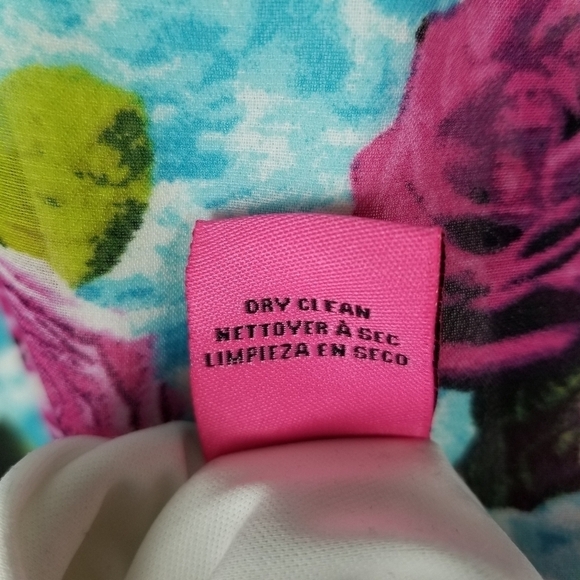 DRY CLEAN
NETTOYER À SEC
LIMPIEZA EN SECO